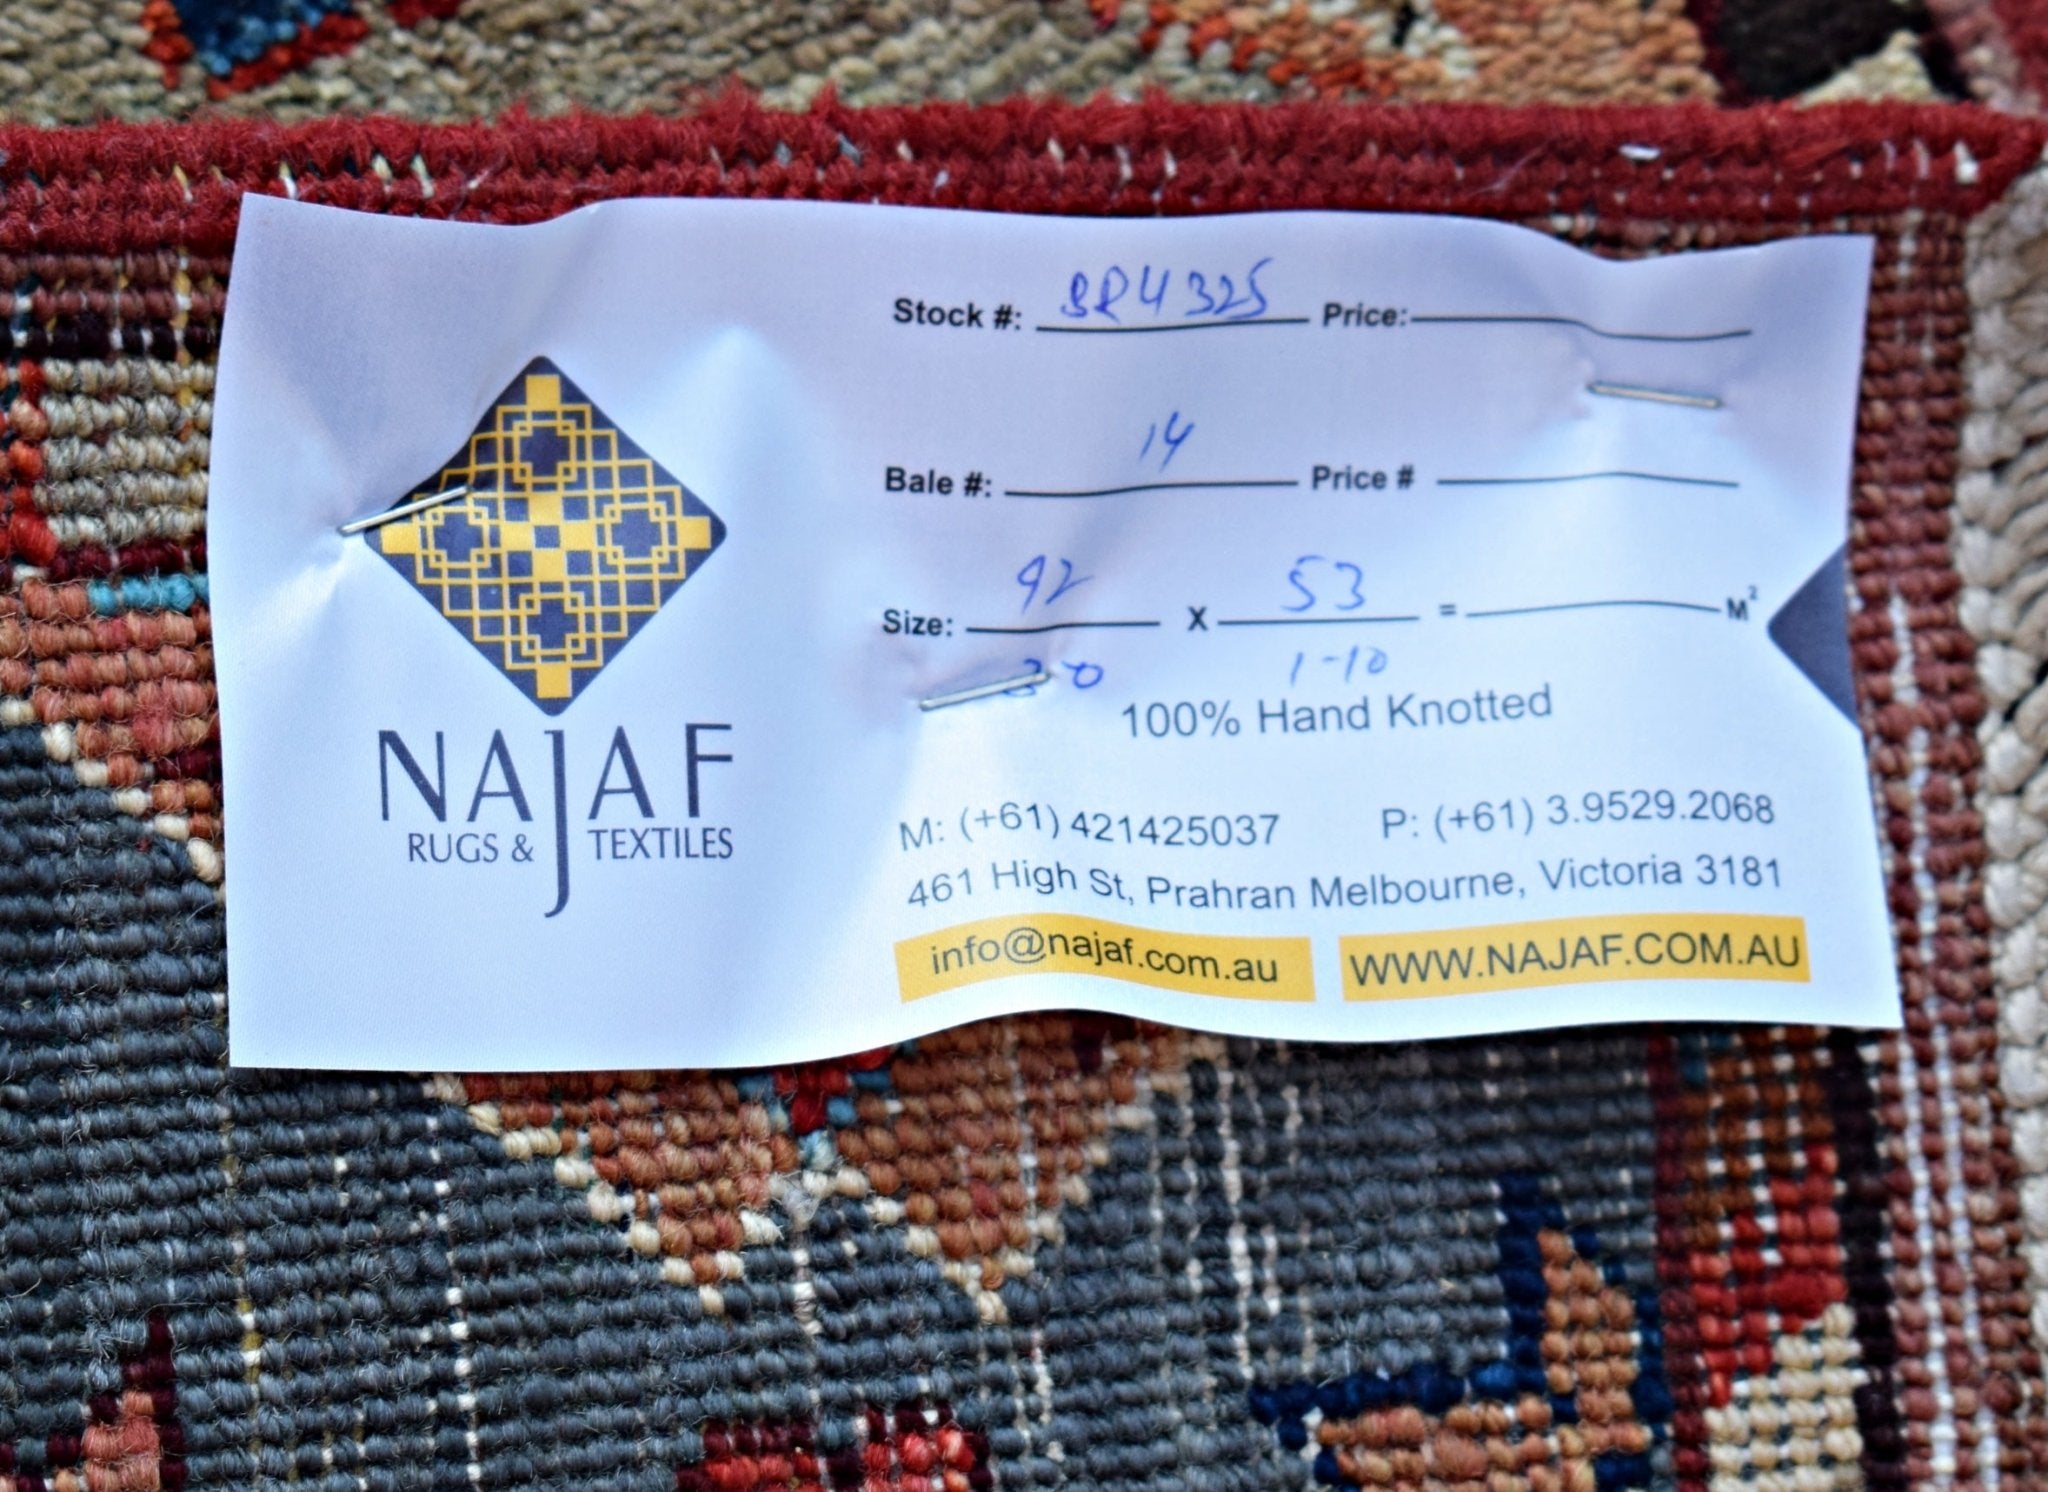 NAJAF
RUGS & TEXTILES
Stock #: SR4325 Price:
Bale #: 14 Price #
Size: 92 X 53 = M²
3-0 1-10
100% Hand Knotted
M: (+61) 421425037 P: (+61) 3.9529.2068
461 High St, Prahran Melbourne, Victoria 3181
info@najaf.com.au WWW.NAJAF.COM.AU